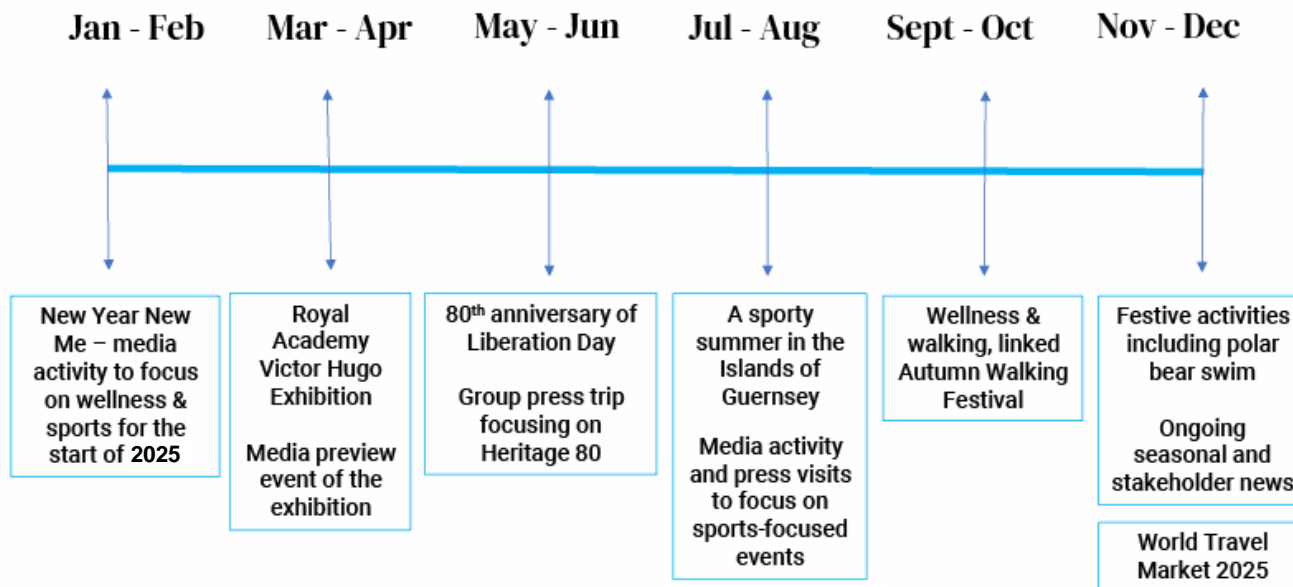 Jan - Feb
Mar - Apr
May - Jun
Jul - Aug
Sept - Oct
Nov - Dec
New Year New
Me – media
activity to focus
on wellness &
sports for the
start of 2025
Royal
Academy
Victor Hugo
Exhibition
Media preview
event of the
exhibition
80th anniversary of
Liberation Day
Group press trip
focusing on
Heritage 80
A sporty
summer in the
Islands of
Guernsey
Media activity
and press visits
to focus on
sports-focused
events
Wellness &
walking, linked
Autumn Walking
Festival
Festive activities
including polar
bear swim
Ongoing
seasonal and
stakeholder news
World Travel
Market 2025